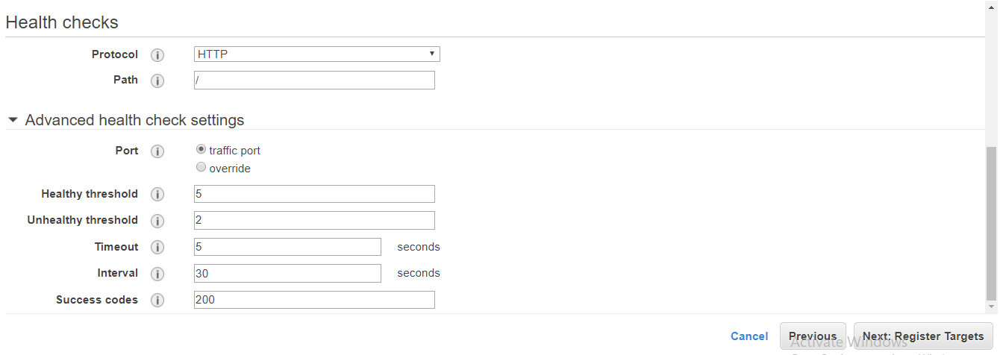 Health checks
Protocol HTTP
Path /
Advanced health check settings
Port traffic port
override
Healthy threshold 5
Unhealthy threshold 2
Timeout 5 seconds
Interval 30 seconds
Success codes 200
Cancel Previous Next: Register Targets
Activate Windows